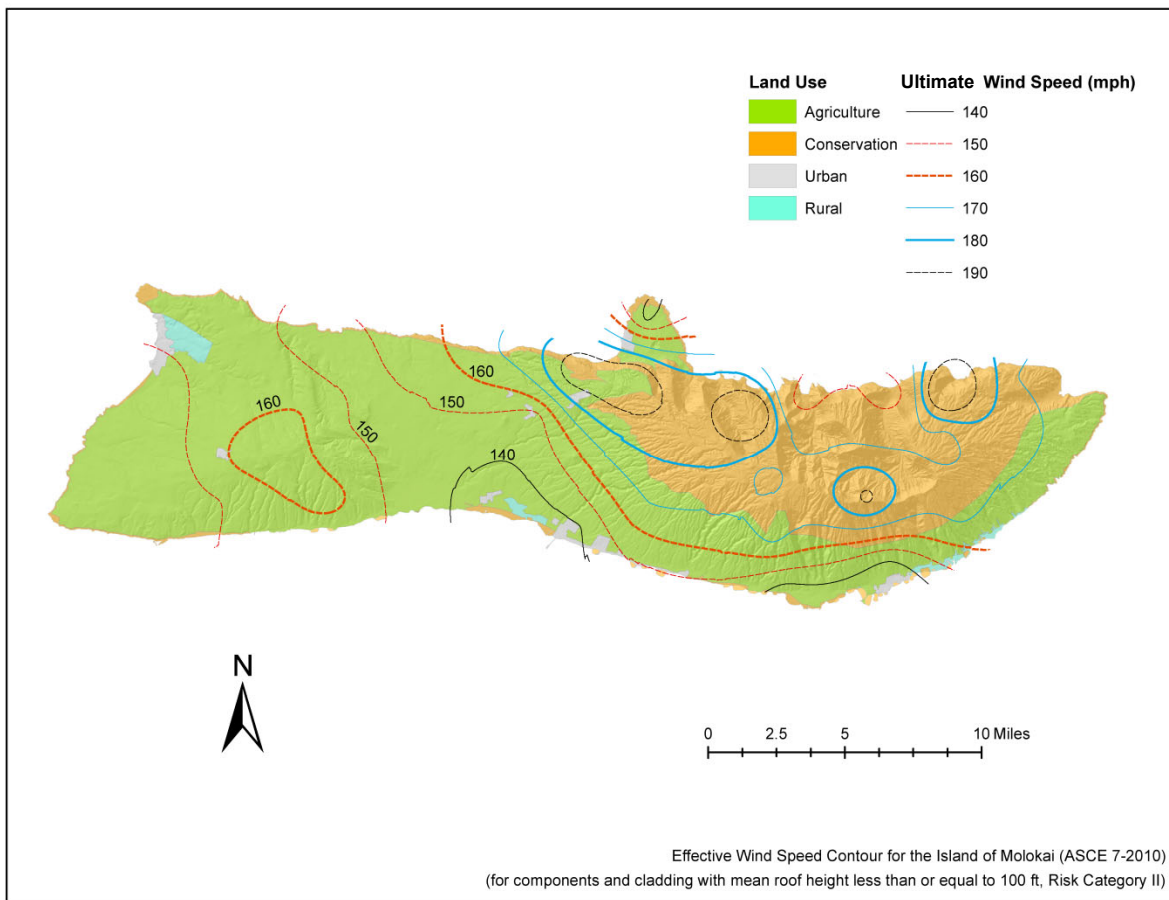 Land Use
Agriculture
Conservation
Urban
Rural
Ultimate Wind Speed (mph)
140
150
160
170
180
190
160
150
160
150
140
N
0 2.5 5 10 Miles
Effective Wind Speed Contour for the Island of Molokai (ASCE 7-2010)
(for components and cladding with mean roof height less than or equal to 100 ft, Risk Category II)